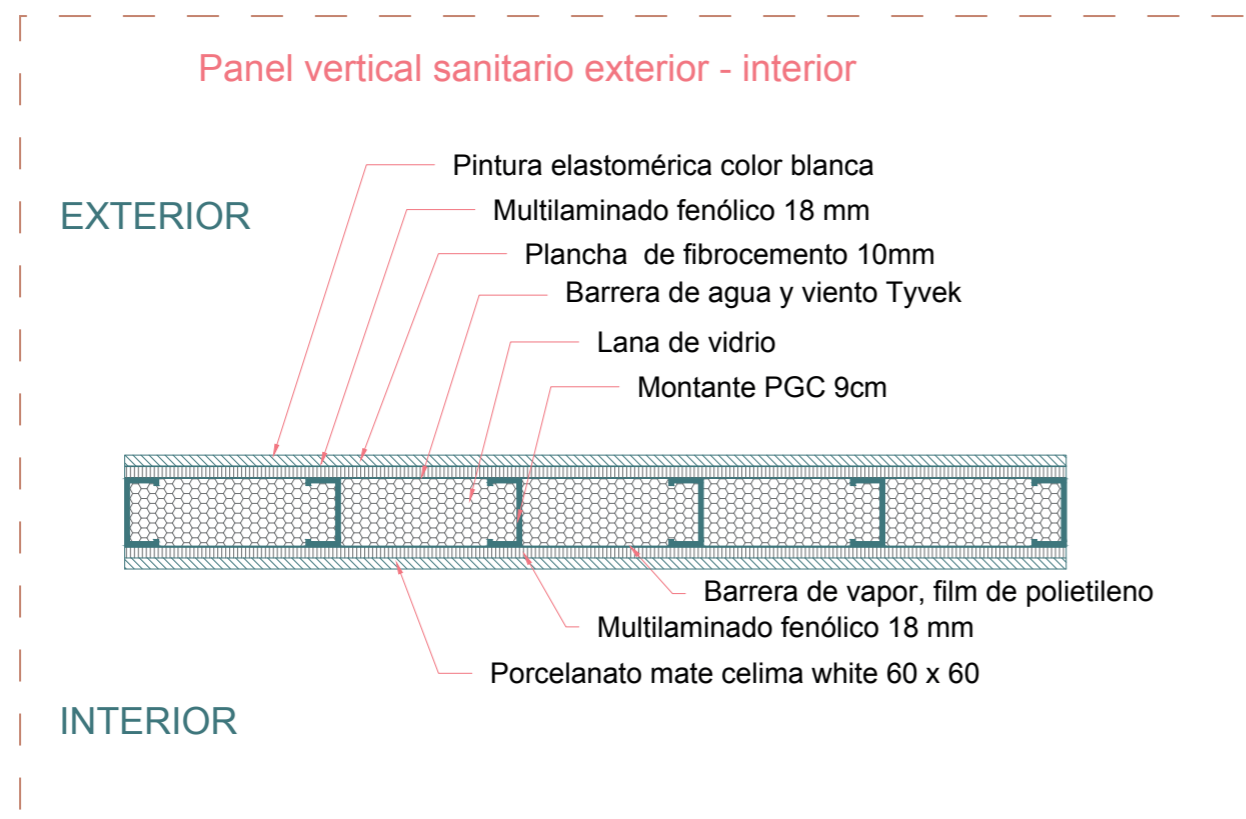 Panel vertical sanitario exterior - interior
Pintura elastomérica color blanca
EXTERIOR
Multilaminado fenólico 18 mm
Plancha de fibrocemento 10mm
Barrera de agua y viento Tyvek
Lana de vidrio
Montante PGC 9cm
Barrera de vapor, film de polietileno
Multilaminado fenólico 18 mm
Porcelanato mate celima white 60 x 60
INTERIOR